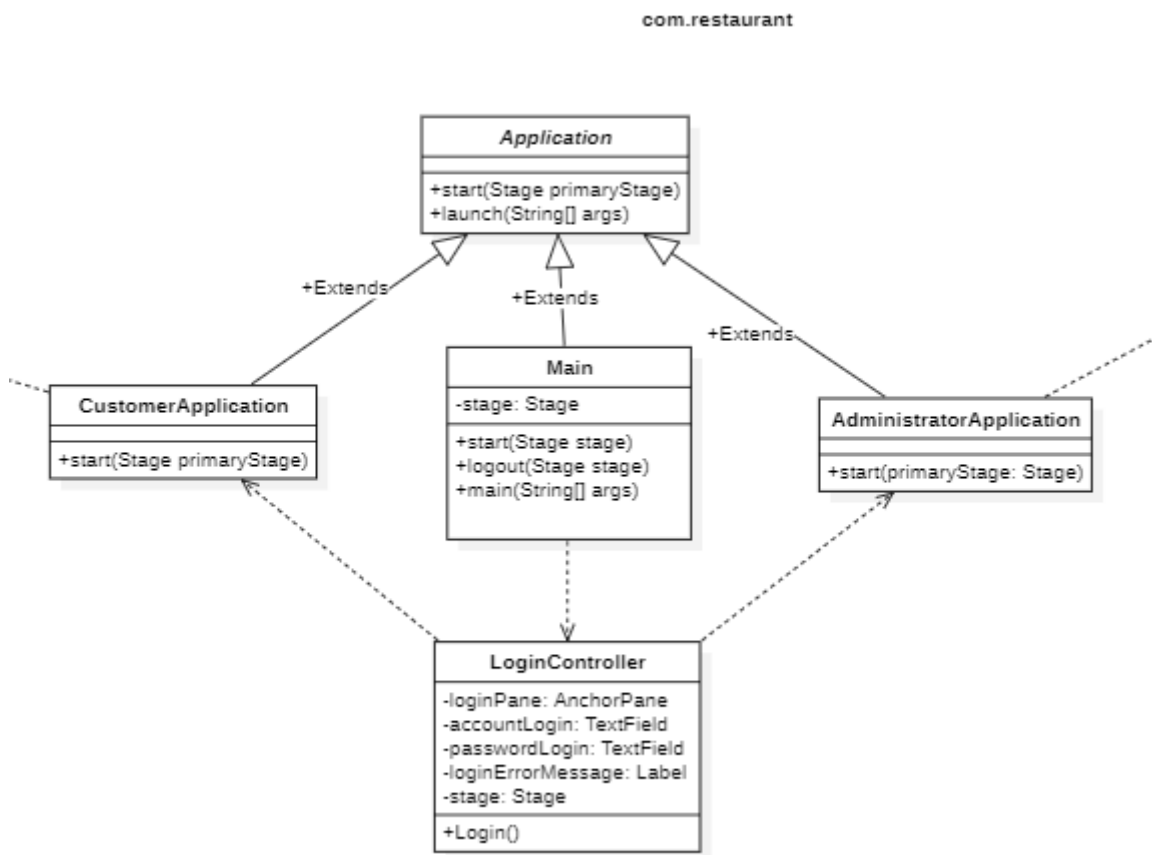 com.restaurant
Application
+start(Stage primaryStage)
+launch(String[] args)
+Extends
+Extends
+Extends
CustomerApplication
+start(Stage primaryStage)
Main
-stage: Stage
+start(Stage stage)
+logout(Stage stage)
+main(String[] args)
AdministratorApplication
+start(primaryStage: Stage)
LoginController
-loginPane: AnchorPane
-accountLogin: TextField
-passwordLogin: TextField
-loginErrorMessage: Label
-stage: Stage
+Login()